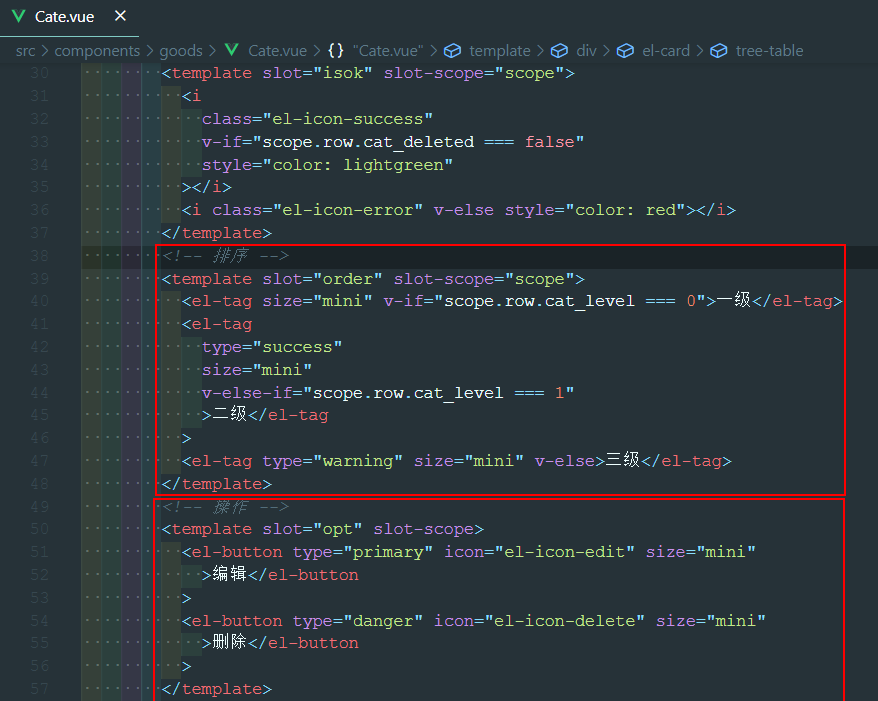 Cate.vue ×
src > components > goods > Cate.vue > {} "Cate.vue" > template > div > el-card > tree-table
30 <template slot="isok" slot-scope="scope">
31 <i
32 class="el-icon-success"
33 v-if="scope.row.cat_deleted === false"
34 style="color: lightgreen"
35 ></i>
36 <i class="el-icon-error" v-else style="color: red"></i>
37 </template>
38 <!-- 排序 -->
39 <template slot="order" slot-scope="scope">
40 <el-tag size="mini" v-if="scope.row.cat_level === 0">一级</el-tag>
41 <el-tag
42 type="success"
43 size="mini"
44 v-else-if="scope.row.cat_level === 1"
45 >二级</el-tag
46 >
47 <el-tag type="warning" size="mini" v-else>三级</el-tag>
48 </template>
49 <!-- 操作 -->
50 <template slot="opt" slot-scope>
51 <el-button type="primary" icon="el-icon-edit" size="mini"
52 >编辑</el-button
53 >
54 <el-button type="danger" icon="el-icon-delete" size="mini"
55 >删除</el-button
56 >
57 </template>